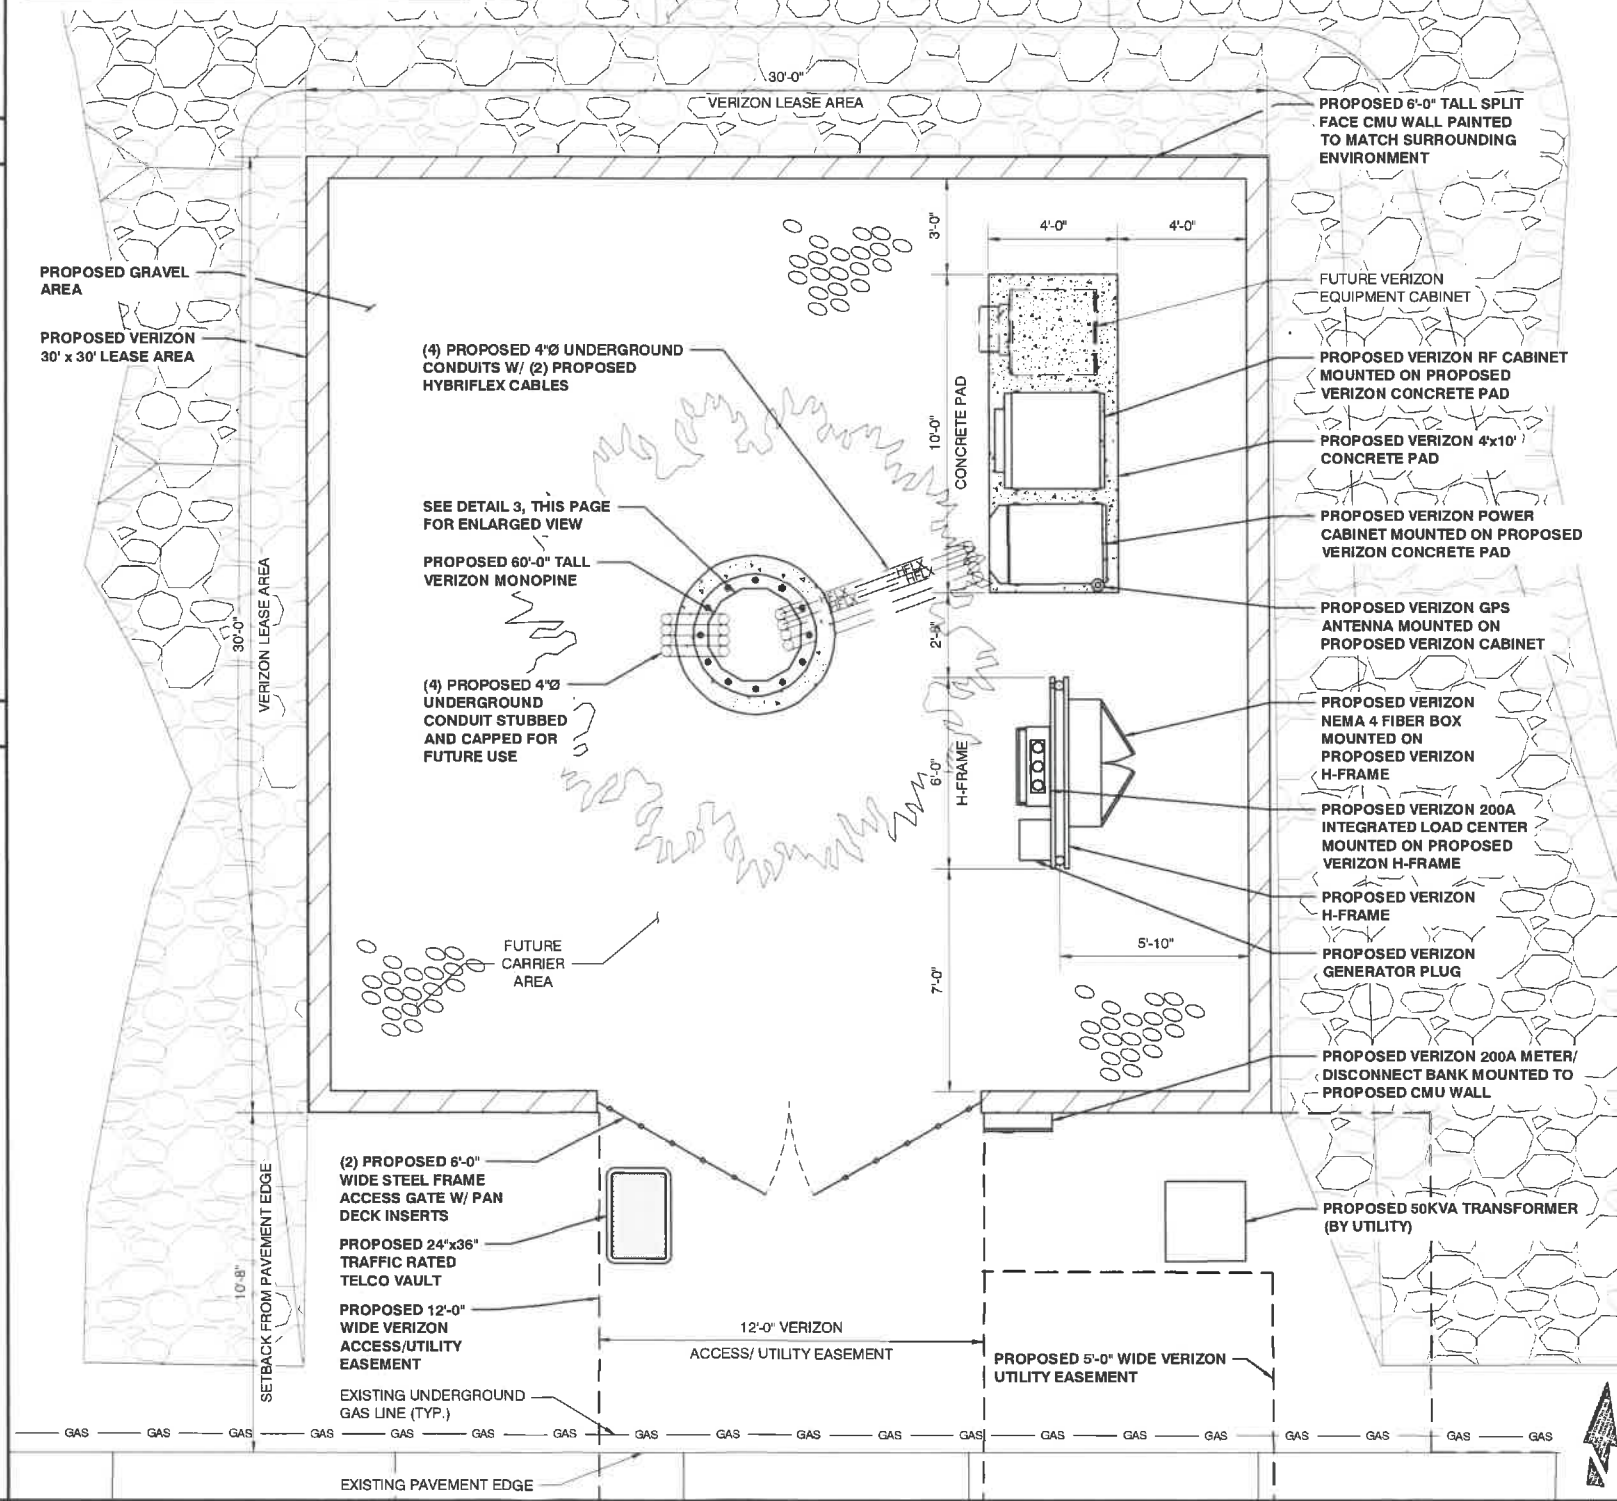 30'-0"
VERIZON LEASE AREA
PROPOSED 6'-0" TALL SPLIT
FACE CMU WALL PAINTED
TO MATCH SURROUNDING
ENVIRONMENT
3'-0"
4'-0"
4'-0"
PROPOSED GRAVEL
AREA
PROPOSED VERIZON
30' x 30' LEASE AREA
FUTURE VERIZON
EQUIPMENT CABINET
(4) PROPOSED 4"Ø UNDERGROUND
CONDUITS W/ (2) PROPOSED
HYBRIFLEX CABLES
10'-0"
CONCRETE PAD
PROPOSED VERIZON RF CABINET
MOUNTED ON PROPOSED
VERIZON CONCRETE PAD
PROPOSED VERIZON 4'x10'
CONCRETE PAD
SEE DETAIL 3, THIS PAGE
FOR ENLARGED VIEW
PROPOSED VERIZON POWER
CABINET MOUNTED ON PROPOSED
VERIZON CONCRETE PAD
PROPOSED 60'-0" TALL
VERIZON MONOPINE
HFLX
HFLX
HFLX
HFLX
30'-0"
VERIZON LEASE AREA
2'-8"
PROPOSED VERIZON GPS
ANTENNA MOUNTED ON
PROPOSED VERIZON CABINET
(4) PROPOSED 4"Ø
UNDERGROUND
CONDUIT STUBBED
AND CAPPED FOR
FUTURE USE
PROPOSED VERIZON
NEMA 4 FIBER BOX
MOUNTED ON
PROPOSED VERIZON
H-FRAME
6'-0"
H-FRAME
PROPOSED VERIZON 200A
INTEGRATED LOAD CENTER
MOUNTED ON PROPOSED
VERIZON H-FRAME
PROPOSED VERIZON
H-FRAME
FUTURE
CARRIER
AREA
5'-10"
PROPOSED VERIZON
GENERATOR PLUG
7'-0"
PROPOSED VERIZON 200A METER/
DISCONNECT BANK MOUNTED TO
PROPOSED CMU WALL
(2) PROPOSED 6'-0"
WIDE STEEL FRAME
ACCESS GATE W/ PAN
DECK INSERTS
PROPOSED 50KVA TRANSFORMER
(BY UTILITY)
PROPOSED 24"x36"
TRAFFIC RATED
TELCO VAULT
10'-8"
SETBACK FROM PAVEMENT EDGE
PROPOSED 12'-0"
WIDE VERIZON
ACCESS/UTILITY
EASEMENT
12'-0" VERIZON
ACCESS/ UTILITY EASEMENT
PROPOSED 5'-0" WIDE VERIZON
UTILITY EASEMENT
EXISTING UNDERGROUND
GAS LINE (TYP.)
GAS GAS GAS GAS GAS GAS GAS GAS GAS GAS GAS GAS GAS GAS GAS GAS GAS GAS GAS
EXISTING PAVEMENT EDGE
N